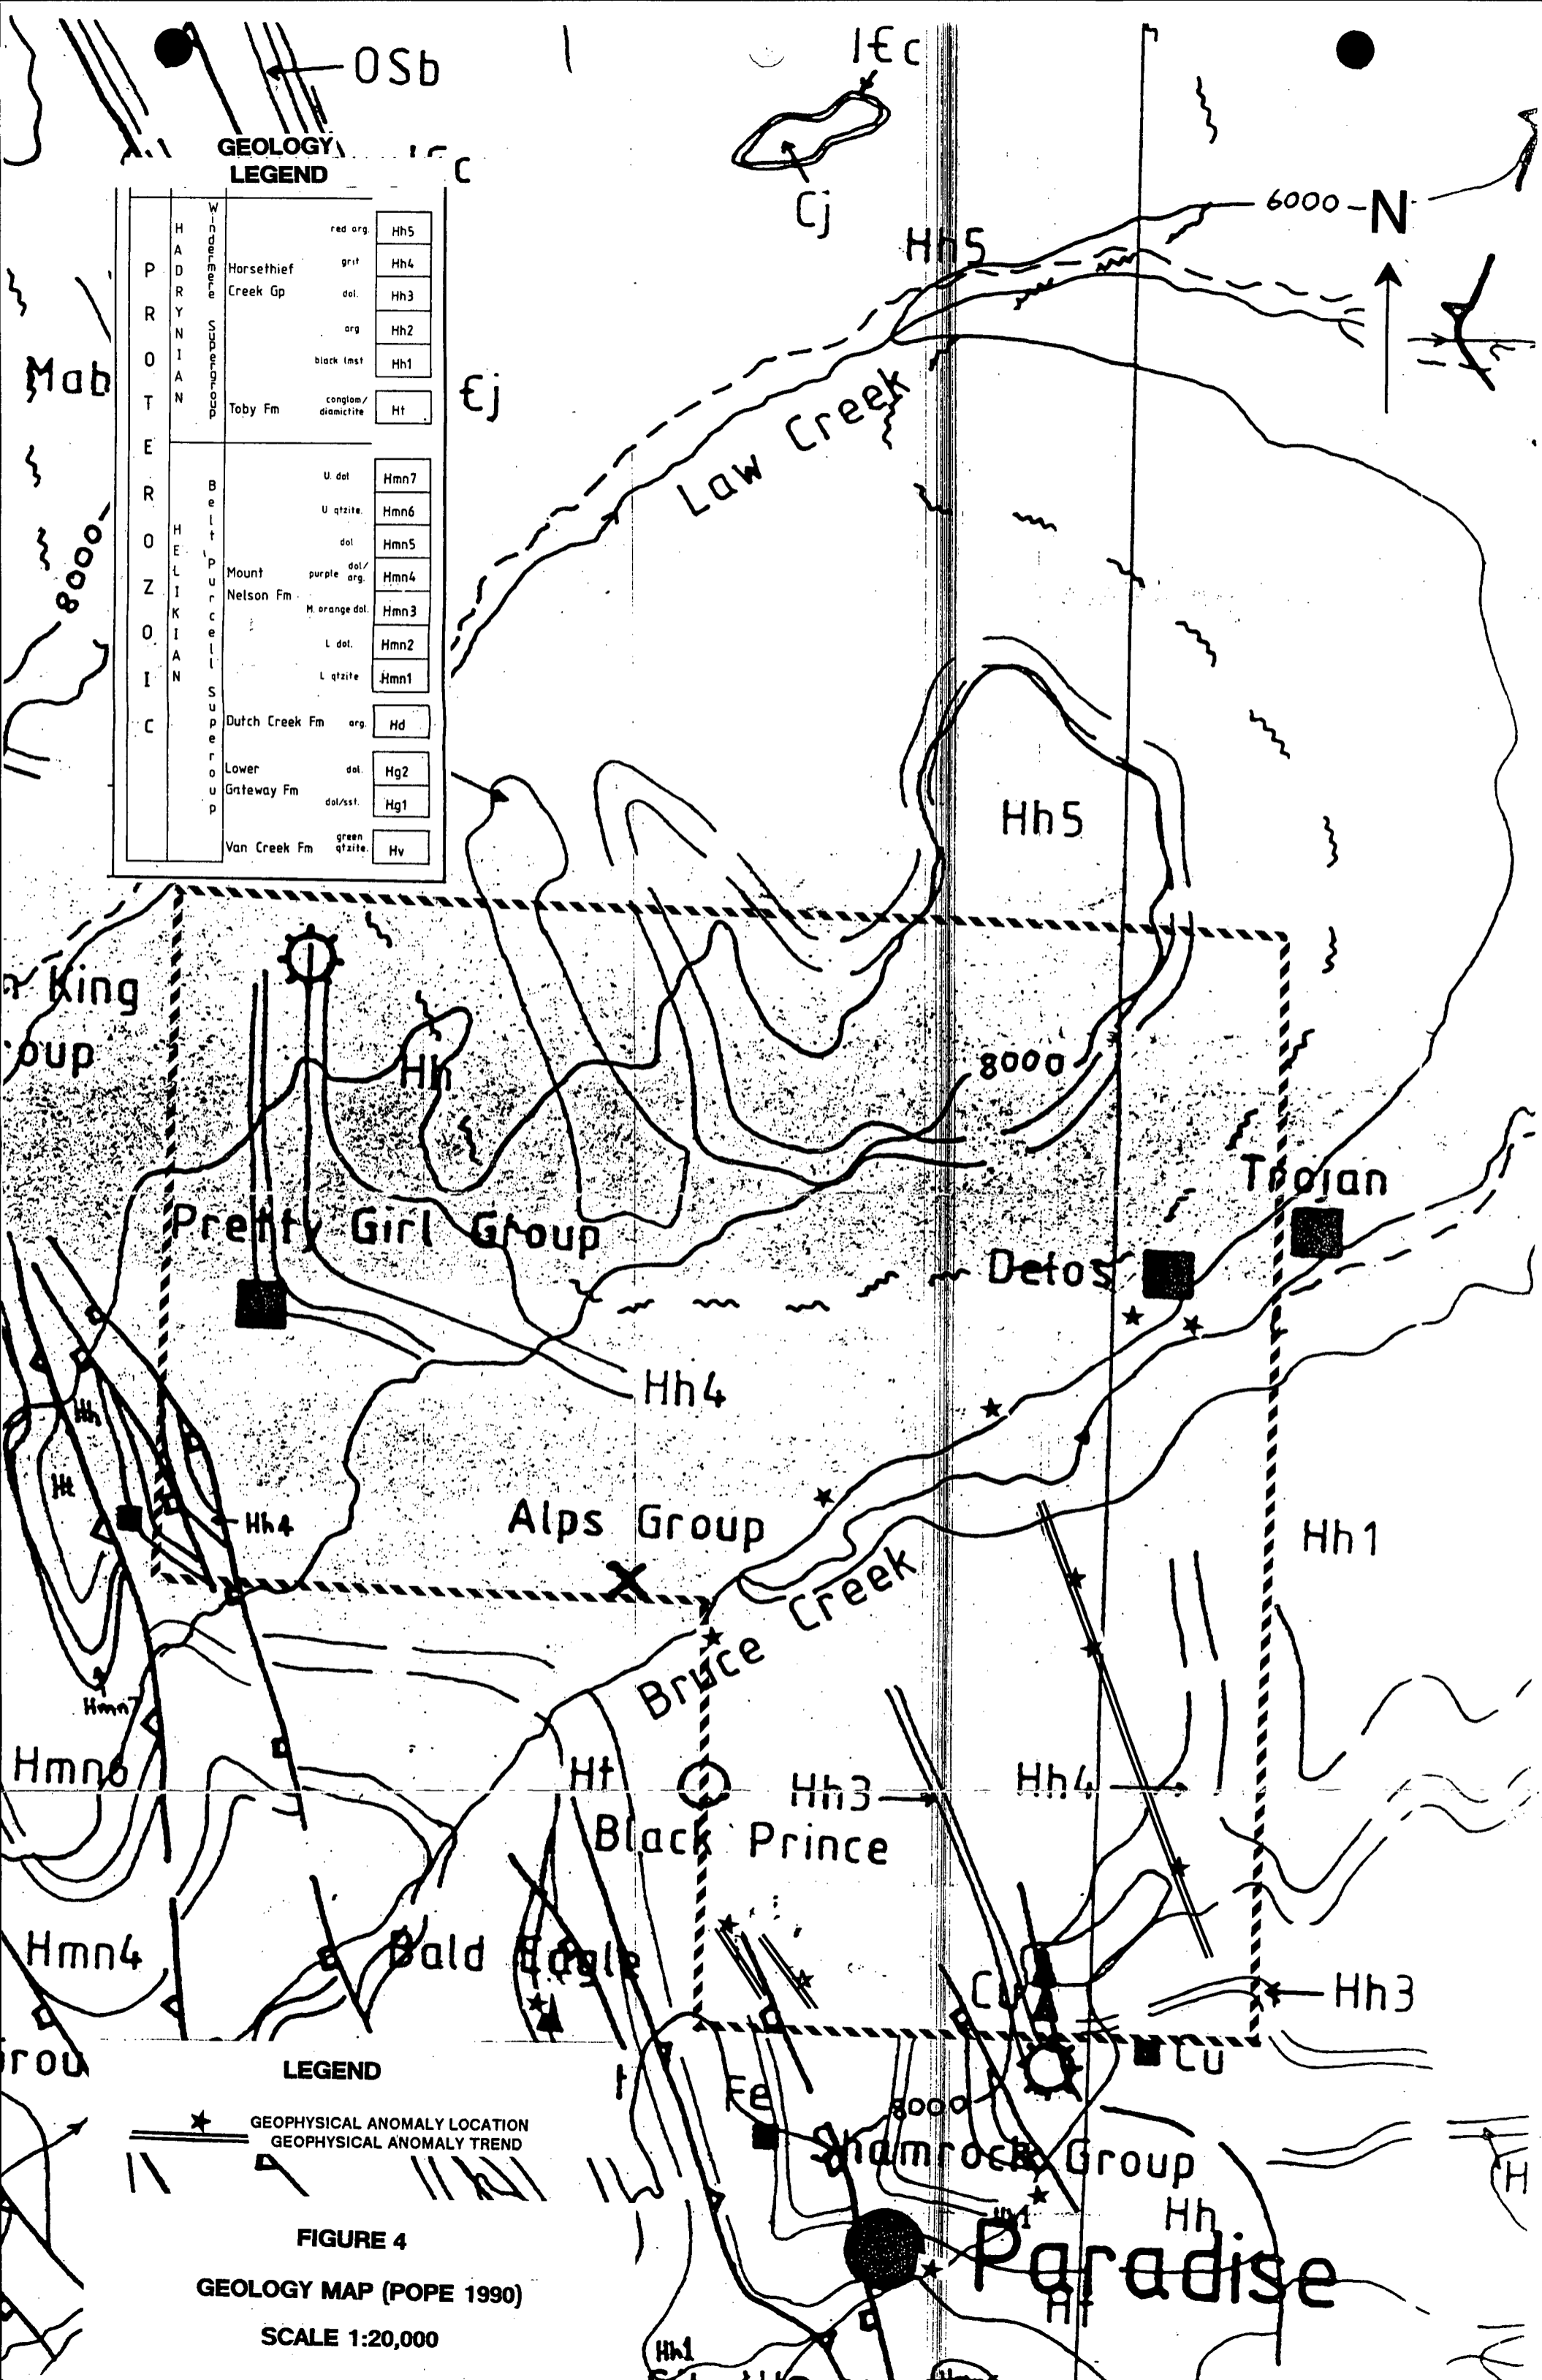 OSb
IЄc
Cj
GEOLOGY
LEGEND
c
PROTEROZOIC
HADRYNIAN
Windermere Supergroup
Horsethief
Creek Gp
red arg. Hh5
grit Hh4
dol. Hh3
arg Hh2
black lmst Hh1
Toby Fm conglom/ diamictite Ht
HELIKIAN
Belt Purcell Supergroup
U. dol Hmn7
U qtzite. Hmn6
dol Hmn5
Mount
Nelson Fm
purple dol/ arg. Hmn4
M. orange dol. Hmn3
L dol. Hmn2
L qtzite Hmn1
Dutch Creek Fm arg. Hd
Lower
Gateway Fm
dol. Hg2
dol/sst. Hg1
Van Creek Fm green qtzite. Hv
6000
N
Hh5
Mab
Єj
Law Creek
8000
Hh5
King
oup
Hh
8000
Trojan
Pretty Girl Group
Delos
Hh4
Hh
Ht
Hh4
Alps Group
Hh1
Bruce Creek
Hmn7
Hmn6
Ht
Hh3
Hh4
Black Prince
Hmn4
Bald Eagle
Cu
Hh3
rou
LEGEND
Cu
Fe
8000
GEOPHYSICAL ANOMALY LOCATION
GEOPHYSICAL ANOMALY TREND
Shamrock Group
H
Hh
FIGURE 4
Paradise
GEOLOGY MAP (POPE 1990)
SCALE 1:20,000
Hh1